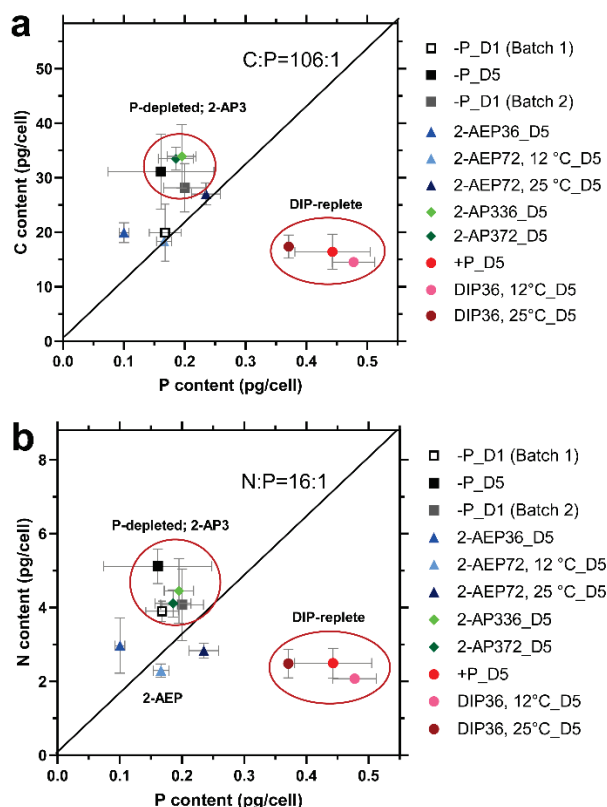 a
C:P=106:1
P-depleted; 2-AP3
DIP-replete
C content (pg/cell)
50
40
30
20
10
0
0.0 0.1 0.2 0.3 0.4 0.5
P content (pg/cell)
-P_D1 (Batch 1)
-P_D5
-P_D1 (Batch 2)
2-AEP36_D5
2-AEP72, 12 °C_D5
2-AEP72, 25 °C_D5
2-AP336_D5
2-AP372_D5
+P_D5
DIP36, 12°C_D5
DIP36, 25°C_D5
b
N:P=16:1
P-depleted; 2-AP3
DIP-replete
2-AEP
N content (pg/cell)
8
6
4
2
0
0.0 0.1 0.2 0.3 0.4 0.5
P content (pg/cell)
-P_D1 (Batch 1)
-P_D5
-P_D1 (Batch 2)
2-AEP36_D5
2-AEP72, 12 °C_D5
2-AEP72, 25 °C_D5
2-AP336_D5
2-AP372_D5
+P_D5
DIP36, 12°C_D5
DIP36, 25°C_D5